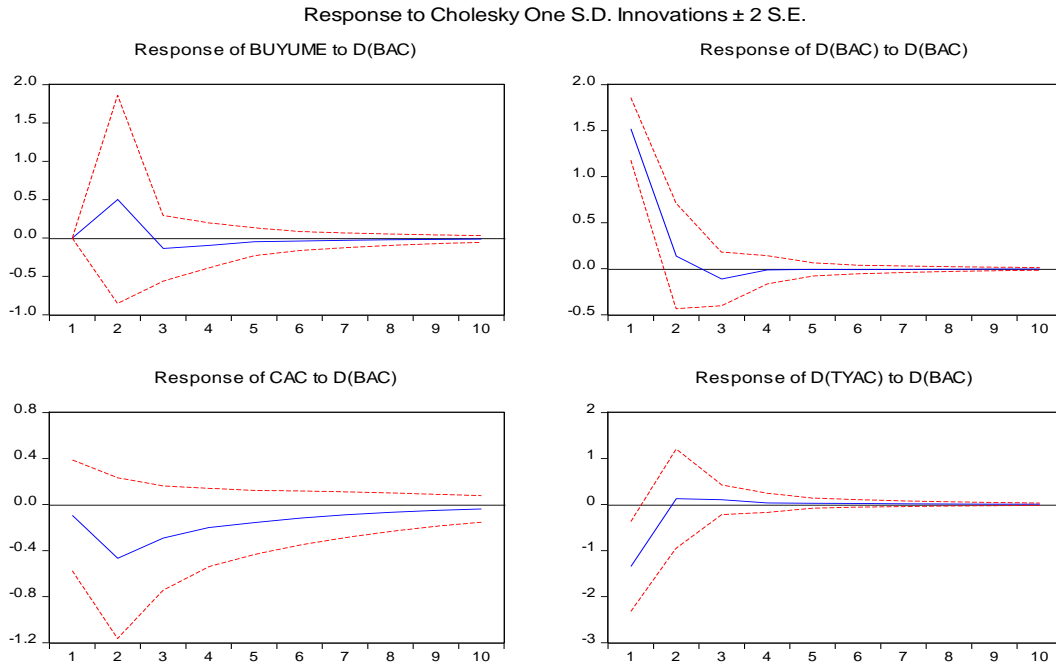 Response to Cholesky One S.D. Innovations ± 2 S.E.
Response of BUYUME to D(BAC)
2.0
1.5
1.0
0.5
0.0
-0.5
-1.0
1 2 3 4 5 6 7 8 9 10
Response of D(BAC) to D(BAC)
2.0
1.5
1.0
0.5
0.0
-0.5
1 2 3 4 5 6 7 8 9 10
Response of CAC to D(BAC)
0.8
0.4
0.0
-0.4
-0.8
-1.2
1 2 3 4 5 6 7 8 9 10
Response of D(TYAC) to D(BAC)
2
1
0
-1
-2
-3
1 2 3 4 5 6 7 8 9 10